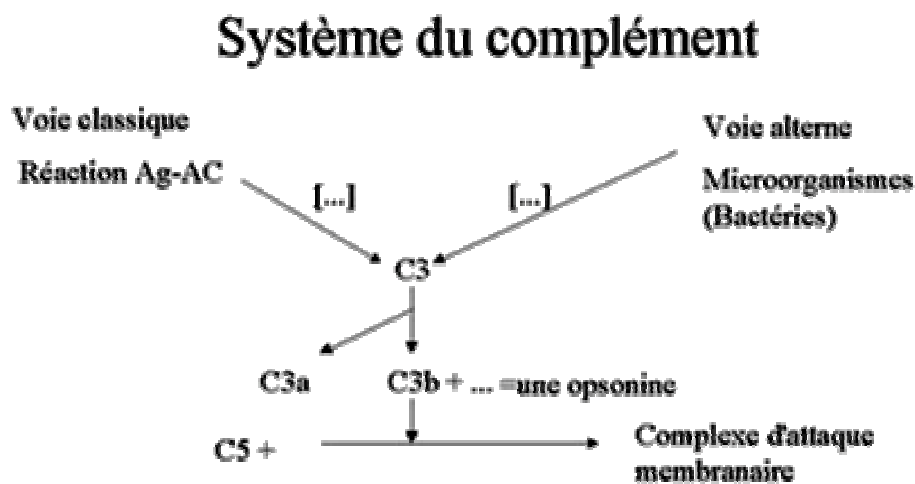 Système du complément
Voie classique
Réaction Ag-AC
Voie alterne
Microorganismes
(Bactéries)
[...]
[...]
C3
C3a
C3b + ... =une opsonine
C5 +
Complexe d'attaque
membranaire